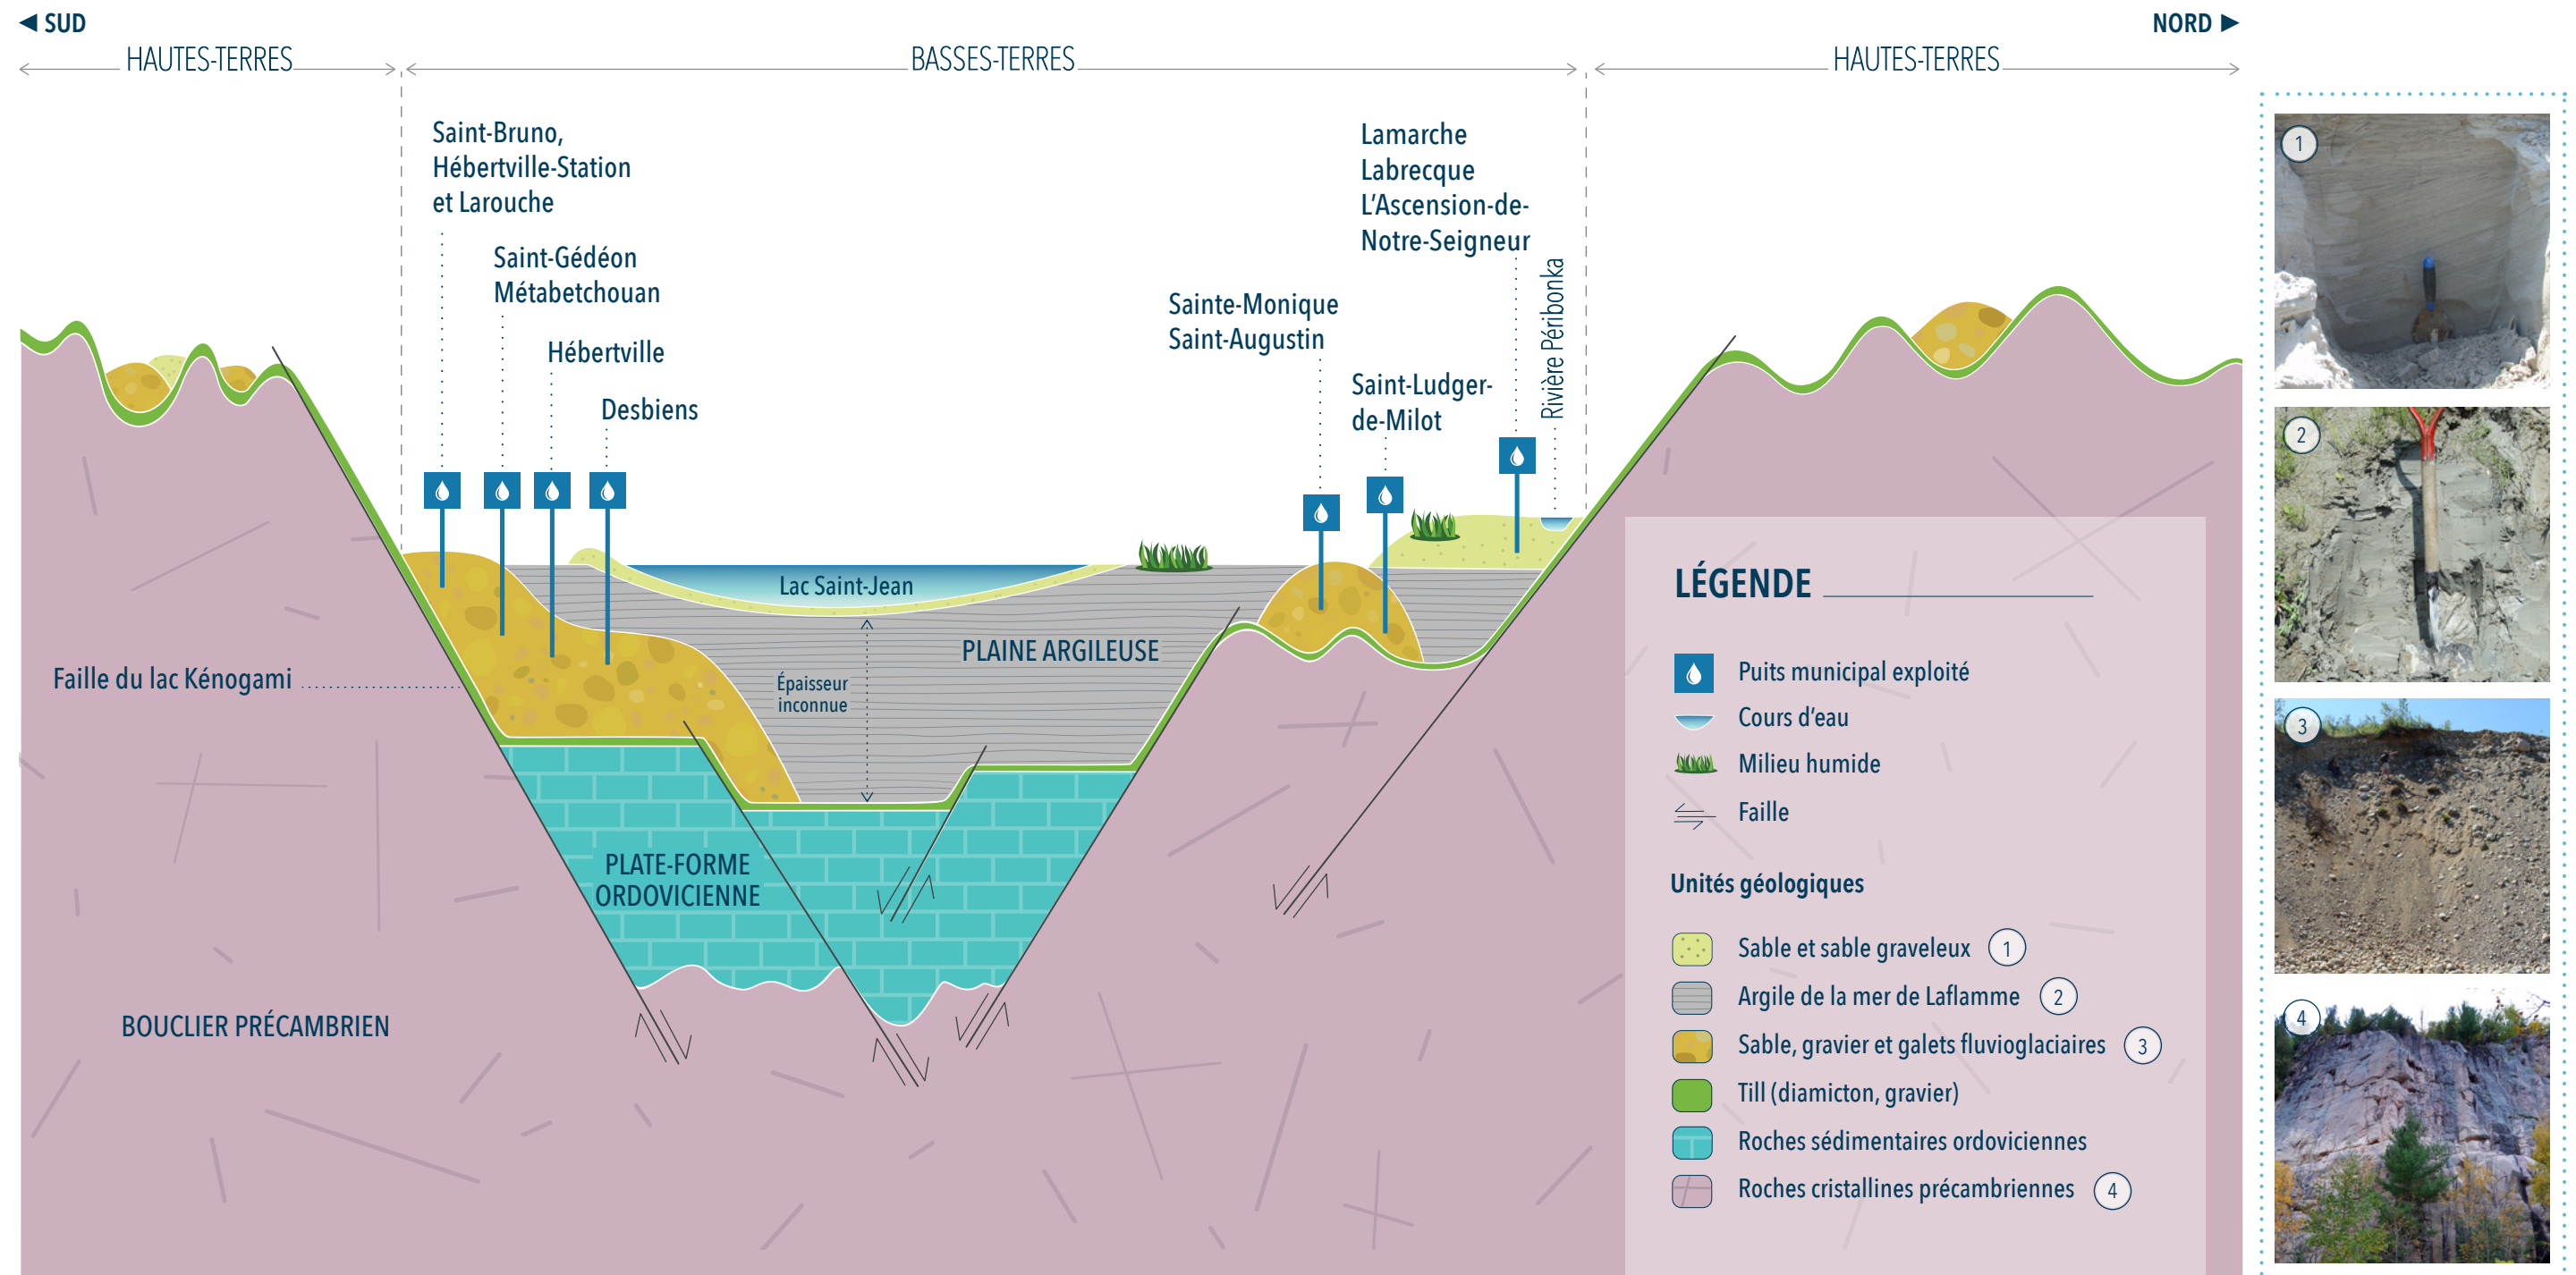 ◀ SUD
NORD ▶
HAUTES-TERRES
BASSES-TERRES
HAUTES-TERRES
Saint-Bruno,
Hébertville-Station
et Larouche
Saint-Gédéon
Métabetchouan
Hébertville
Desbiens
Lamarche
Labrecque
L'Ascension-de-
Notre-Seigneur
Sainte-Monique
Saint-Augustin
Saint-Ludger-
de-Milot
Rivière Péribonka
Lac Saint-Jean
PLAINE ARGILEUSE
Épaisseur
inconnue
Faille du lac Kénogami
PLATE-FORME
ORDOVICIENNE
BOUCLIER PRÉCAMBRIEN
LÉGENDE
Puits municipal exploité
Cours d'eau
Milieu humide
Faille
Unités géologiques
Sable et sable graveleux 1
Argile de la mer de Laflamme 2
Sable, gravier et galets fluvioglaciaires 3
Till (diamicton, gravier)
Roches sédimentaires ordoviciennes
Roches cristallines précambriennes 4
1
2
3
4